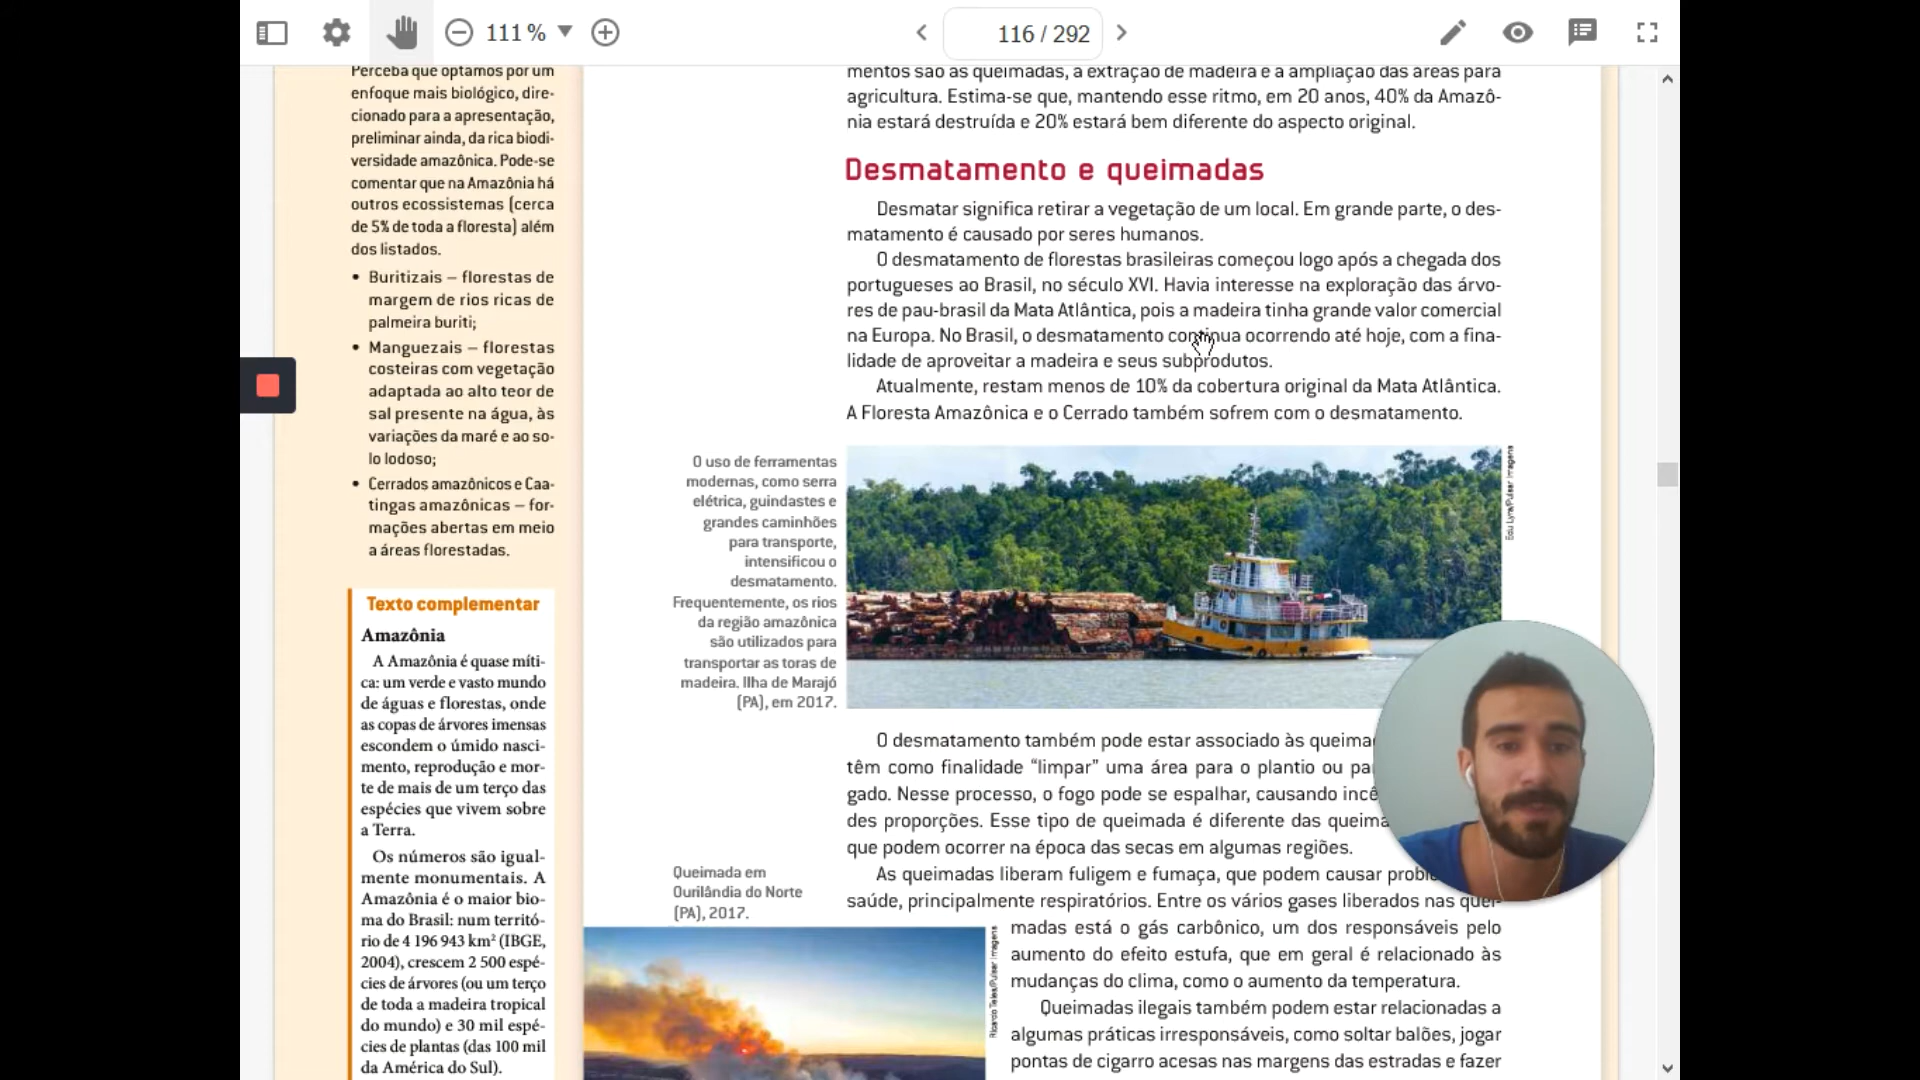 111 %
116 / 292
Perceba que optamos por um
enfoque mais biológico, dire-
cionado para a apresentação,
preliminar ainda, da rica biodi-
versidade amazônica. Pode-se
comentar que na Amazônia há
outros ecossistemas (cerca
de 5% de toda a floresta) além
dos listados.
• Buritizais – florestas de
margem de rios ricas de
palmeira buriti;
• Manguezais – florestas
costeiras com vegetação
adaptada ao alto teor de
sal presente na água, às
variações da maré e ao so-
lo lodoso;
• Cerrados amazônicos e Caa-
tingas amazônicas – for-
mações abertas em meio
a áreas florestadas.
Texto complementar
Amazônia
A Amazônia é quase míti-
ca: um verde e vasto mundo
de águas e florestas, onde
as copas de árvores imensas
escondem o úmido nasci-
mento, reprodução e mor-
te de mais de um terço das
espécies que vivem sobre
a Terra.
Os números são igual-
mente monumentais. A
Amazônia é o maior bio-
ma do Brasil: num territó-
rio de 4 196 943 km² (IBGE,
2004), crescem 2 500 espé-
cies de árvores (ou um terço
de toda a madeira tropical
do mundo) e 30 mil espé-
cies de plantas (das 100 mil
da América do Sul).
mentos são as queimadas, a extração de madeira e a ampliação das áreas para
agricultura. Estima-se que, mantendo esse ritmo, em 20 anos, 40% da Amazô-
nia estará destruída e 20% estará bem diferente do aspecto original.
Desmatamento e queimadas
Desmatar significa retirar a vegetação de um local. Em grande parte, o des-
matamento é causado por seres humanos.
O desmatamento de florestas brasileiras começou logo após a chegada dos
portugueses ao Brasil, no século XVI. Havia interesse na exploração das árvo-
res de pau-brasil da Mata Atlântica, pois a madeira tinha grande valor comercial
na Europa. No Brasil, o desmatamento continua ocorrendo até hoje, com a fina-
lidade de aproveitar a madeira e seus subprodutos.
Atualmente, restam menos de 10% da cobertura original da Mata Atlântica.
A Floresta Amazônica e o Cerrado também sofrem com o desmatamento.
O uso de ferramentas
modernas, como serra
elétrica, guindastes e
grandes caminhões
para transporte,
intensificou o
desmatamento.
Frequentemente, os rios
da região amazônica
são utilizados para
transportar as toras de
madeira. Ilha de Marajó
(PA), em 2017.
Edu Lyra/Pulsar Imagens
O desmatamento também pode estar associado às queima
têm como finalidade “limpar” uma área para o plantio ou pa
gado. Nesse processo, o fogo pode se espalhar, causando incê
des proporções. Esse tipo de queimada é diferente das queima
que podem ocorrer na época das secas em algumas regiões.
As queimadas liberam fuligem e fumaça, que podem causar probl
saúde, principalmente respiratórios. Entre os vários gases liberados nas quei-
madas está o gás carbônico, um dos responsáveis pelo
aumento do efeito estufa, que em geral é relacionado às
mudanças do clima, como o aumento da temperatura.
Queimadas ilegais também podem estar relacionadas a
algumas práticas irresponsáveis, como soltar balões, jogar
pontas de cigarro acesas nas margens das estradas e fazer
Queimada em
Ourilândia do Norte
(PA), 2017.
Ricardo Teles/Pulsar Imagens